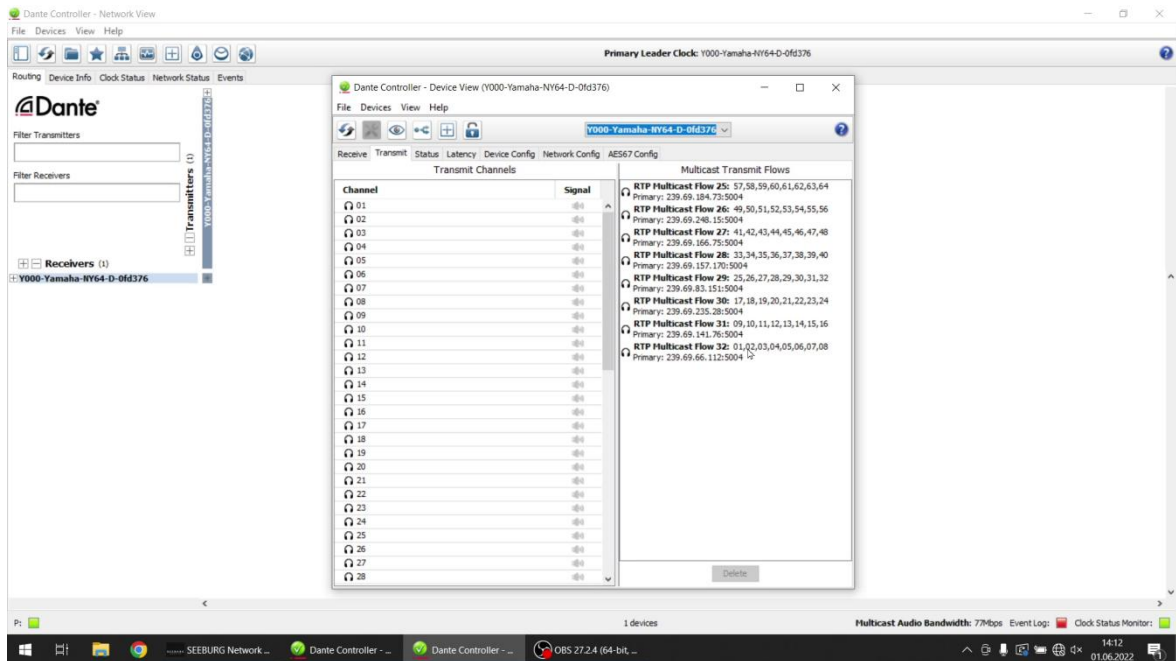 Dante Controller - Network View
File Devices View Help
Primary Leader Clock: Y000-Yamaha-NY64-D-0fd376
Routing Device Info Clock Status Network Status Events
Dante
Filter Transmitters
Filter Receivers
Transmitters (1)
Y000-Yamaha-NY64-D-0fd376
Receivers (1)
Y000-Yamaha-NY64-D-0fd376
Dante Controller - Device View (Y000-Yamaha-NY64-D-0fd376)
File Devices View Help
Y000-Yamaha-NY64-D-0fd376
Receive Transmit Status Latency Device Config Network Config AES67 Config
Transmit Channels
Channel Signal
01
02
03
04
05
06
07
08
09
10
11
12
13
14
15
16
17
18
19
20
21
22
23
24
25
26
27
28
Multicast Transmit Flows
RTP Multicast Flow 25: 57,58,59,60,61,62,63,64
Primary: 239.69.184.73:5004
RTP Multicast Flow 26: 49,50,51,52,53,54,55,56
Primary: 239.69.248.15:5004
RTP Multicast Flow 27: 41,42,43,44,45,46,47,48
Primary: 239.69.166.75:5004
RTP Multicast Flow 28: 33,34,35,36,37,38,39,40
Primary: 239.69.157.170:5004
RTP Multicast Flow 29: 25,26,27,28,29,30,31,32
Primary: 239.69.83.151:5004
RTP Multicast Flow 30: 17,18,19,20,21,22,23,24
Primary: 239.69.235.28:5004
RTP Multicast Flow 31: 09,10,11,12,13,14,15,16
Primary: 239.69.141.76:5004
RTP Multicast Flow 32: 01,02,03,04,05,06,07,08
Primary: 239.69.66.112:5004
Delete
P:
1 devices
Multicast Audio Bandwidth: 77Mbps Event Log: Clock Status Monitor:
SEEBURG Network ...
Dante Controller - ...
Dante Controller - ...
OBS 27.2.4 (64-bit, ...
14:12
01.06.2022